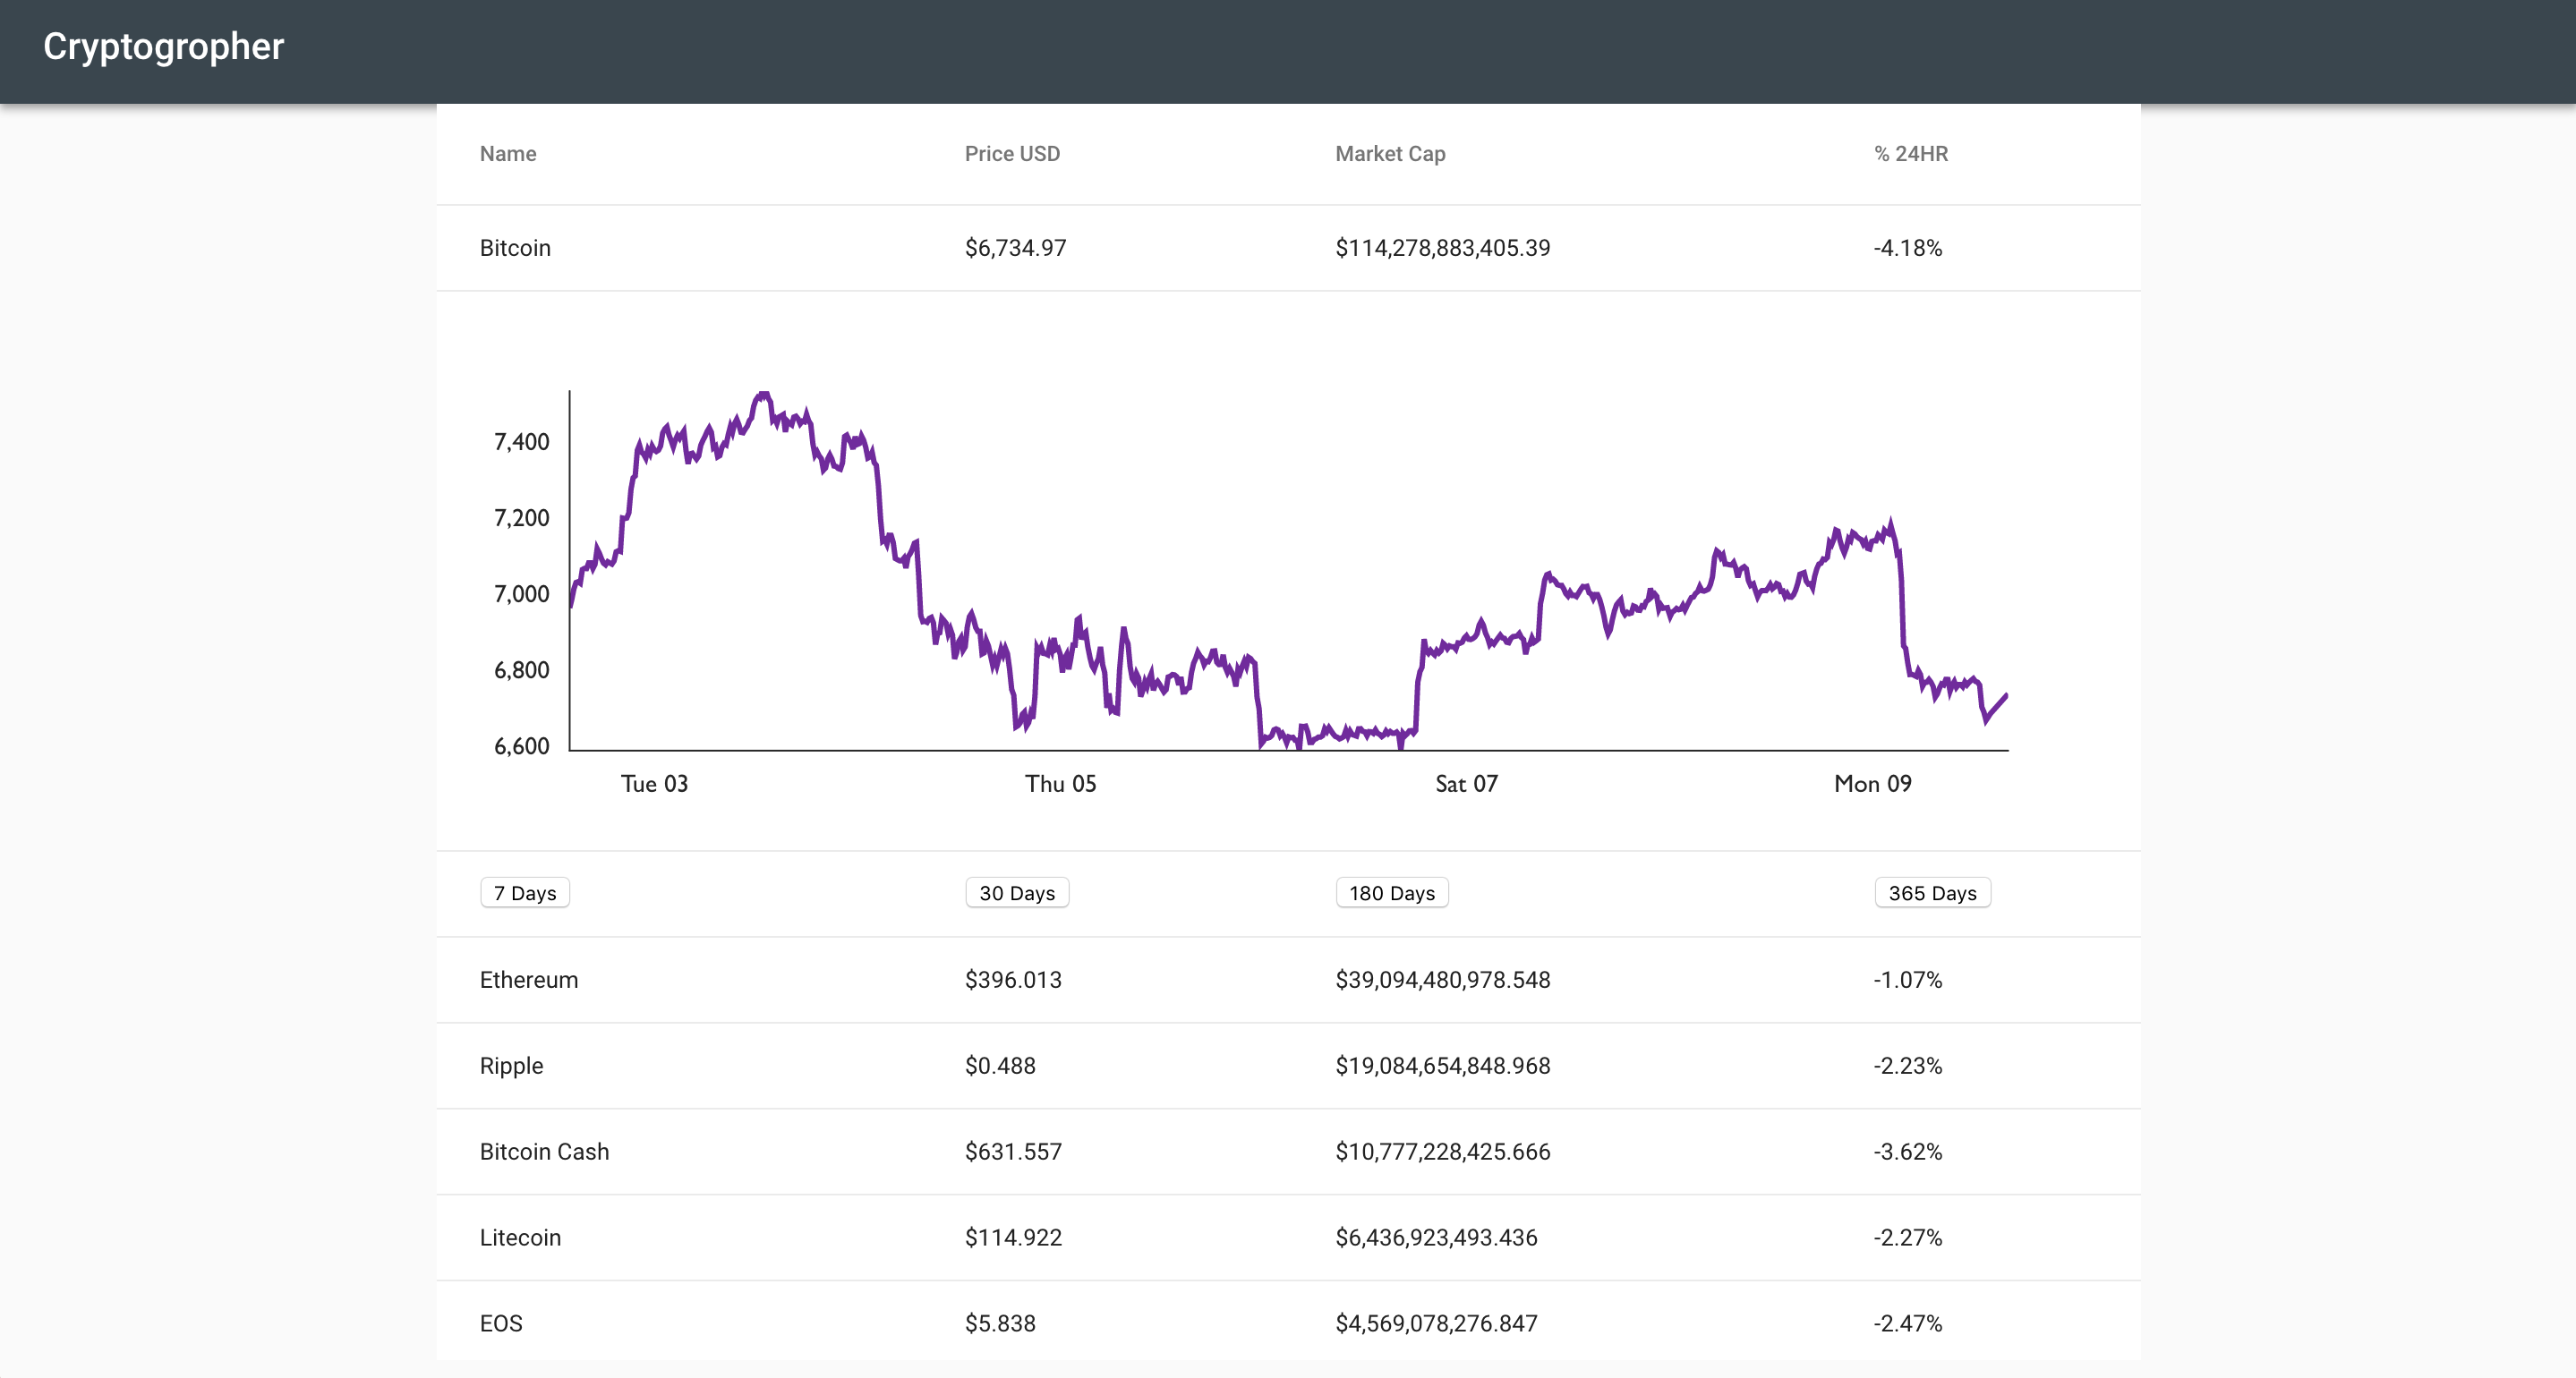 Cryptogropher
Name Price USD Market Cap % 24HR
Bitcoin $6,734.97 $114,278,883,405.39 -4.18%
7,400
7,200
7,000
6,800
6,600
Tue 03 Thu 05 Sat 07 Mon 09
7 Days 30 Days 180 Days 365 Days
Ethereum $396.013 $39,094,480,978.548 -1.07%
Ripple $0.488 $19,084,654,848.968 -2.23%
Bitcoin Cash $631.557 $10,777,228,425.666 -3.62%
Litecoin $114.922 $6,436,923,493.436 -2.27%
EOS $5.838 $4,569,078,276.847 -2.47%